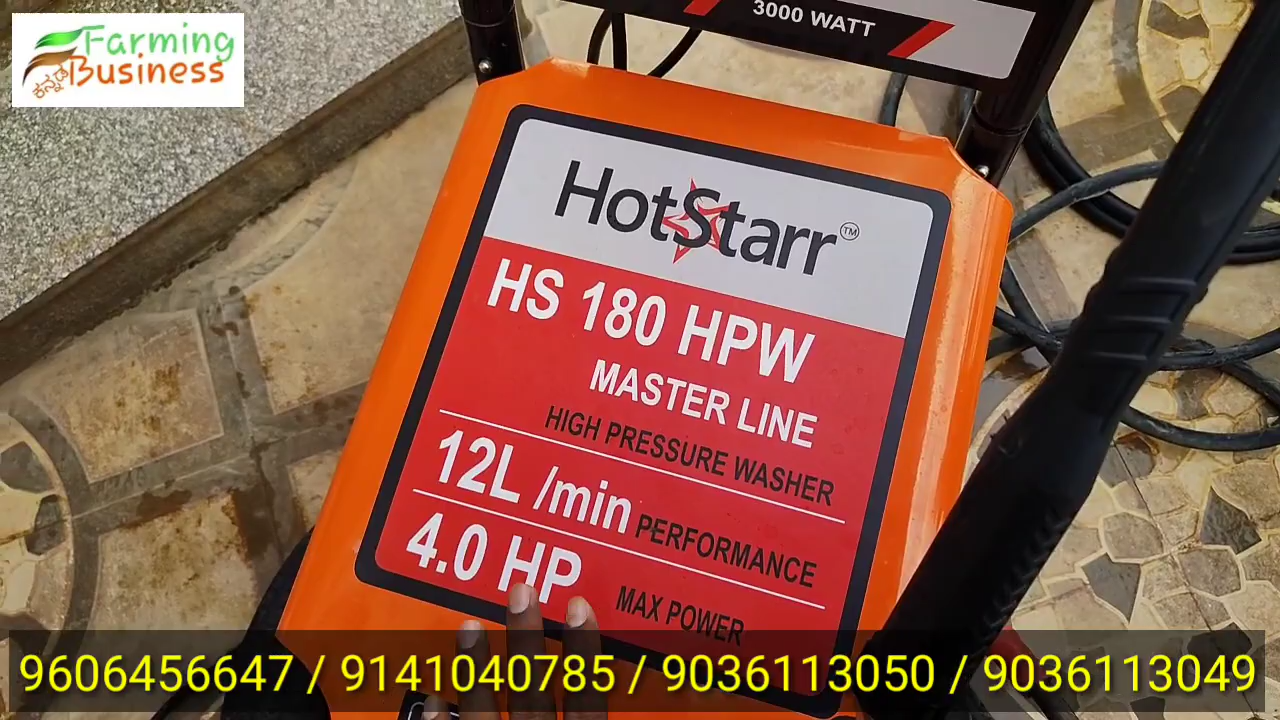 Farming
ಕನ್ನಡ Business
3000 WATT
HotStarr™
HS 180 HPW
MASTER LINE
HIGH PRESSURE WASHER
12L /min PERFORMANCE
4.0 HP MAX POWER
9606456647 / 9141040785 / 9036113050 / 9036113049